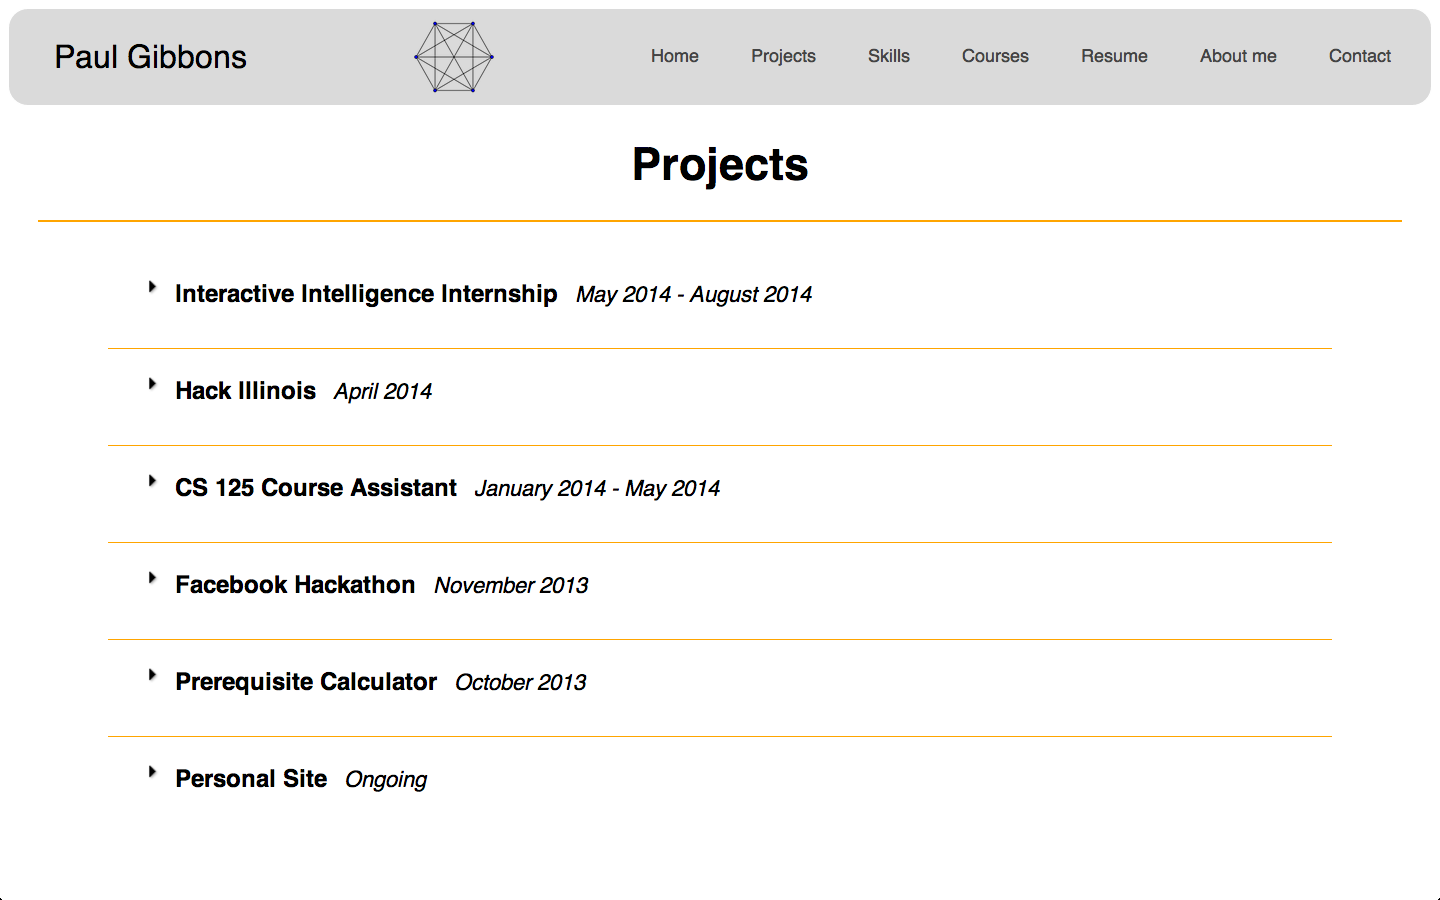 Paul Gibbons Home Projects Skills Courses Resume About me Contact
Projects
Interactive Intelligence Internship May 2014 - August 2014
Hack Illinois April 2014
CS 125 Course Assistant January 2014 - May 2014
Facebook Hackathon November 2013
Prerequisite Calculator October 2013
Personal Site Ongoing